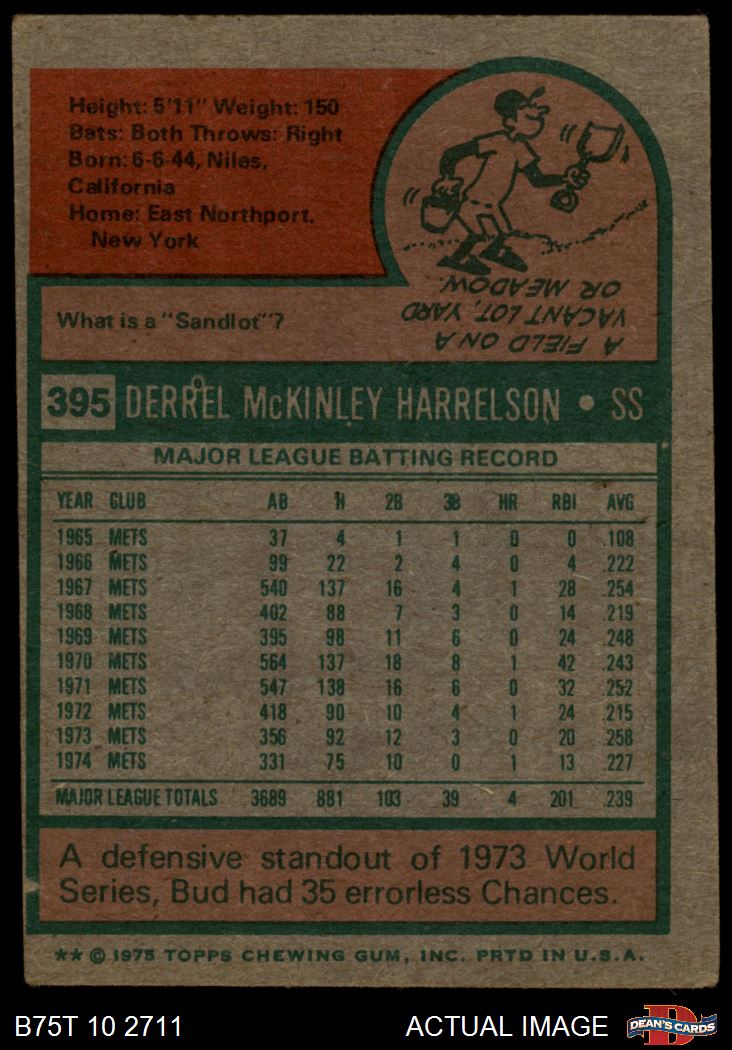 Height: 5'11" Weight: 150
Bats: Both Throws: Right
Born: 6-6-44, Niles,
California
Home: East Northport,
New York
What is a "Sandlot"?
A FIELD ON A
VACANT LOT, YARD
OR MEADOW.
395 DERREL McKINLEY HARRELSON • SS
MAJOR LEAGUE BATTING RECORD
YEAR CLUB AB H 2B 3B HR RBI AVG
1965 METS 37 4 1 1 0 0 .108
1966 METS 99 22 2 4 0 4 .222
1967 METS 540 137 16 4 1 28 .254
1968 METS 402 88 7 3 0 14 .219
1969 METS 395 98 11 6 0 24 .248
1970 METS 564 137 18 8 1 42 .243
1971 METS 547 138 16 6 0 32 .252
1972 METS 418 90 10 4 1 24 .215
1973 METS 356 92 12 3 0 20 .258
1974 METS 331 75 10 0 1 13 .227
MAJOR LEAGUE TOTALS 3689 881 103 39 4 201 .239
A defensive standout of 1973 World
Series, Bud had 35 errorless Chances.
** © 1975 TOPPS CHEWING GUM, INC. PRTD IN U.S.A.
B75T 10 2711 ACTUAL IMAGE
D
DEAN'S CARDS